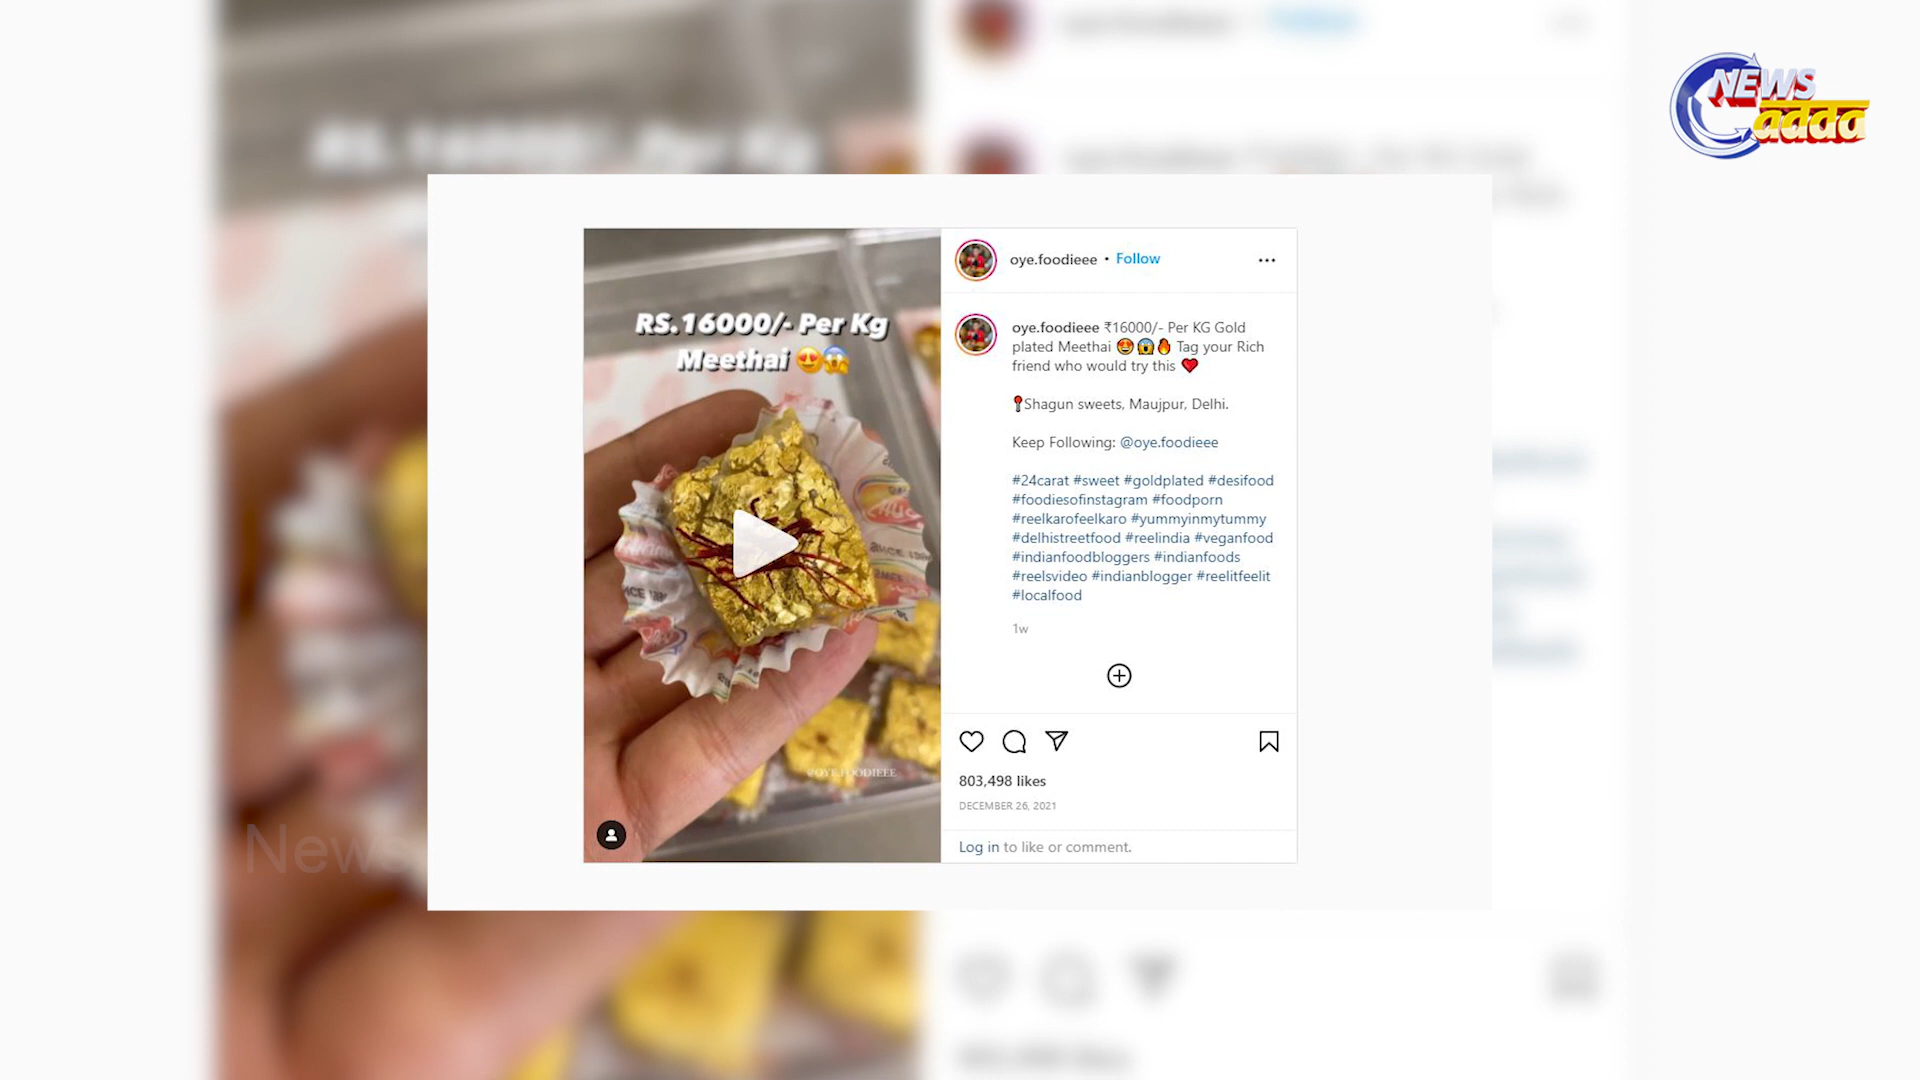 NEWS
adda
RS.16000/- Per Kg
Meethai 😍😱
@OYE.FOODIEEE
oye.foodieee • Follow
oye.foodieee ₹16000/- Per KG Gold
plated Meethai 😍😱🔥 Tag your Rich
friend who would try this ❤️
📍Shagun sweets, Maujpur, Delhi.
Keep Following: @oye.foodieee
#24carat #sweet #goldplated #desifood
#foodiesofinstagram #foodporn
#reelkarofeelkaro #yummyinmytummy
#delhistreetfood #reelindia #veganfood
#indianfoodbloggers #indianfoods
#reelsvideo #indianblogger #reelitfeelit
#localfood
1w
803,498 likes
DECEMBER 26, 2021
Log in to like or comment.
News